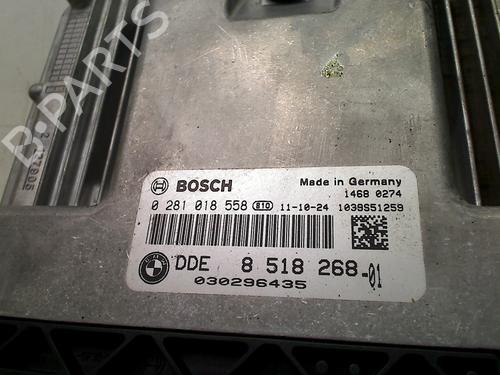 B-PARTS
BOSCH
Made in Germany
1468 0274
0 281 018 558 E10 11-10-24 1039S51259
DDE 8 518 268-01
030296435